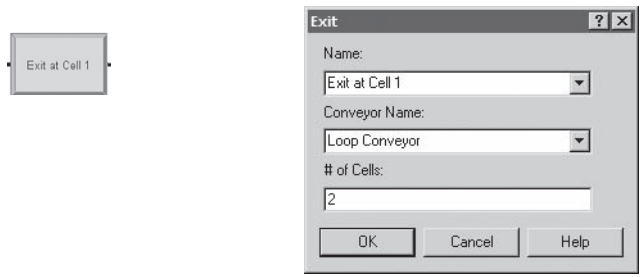 Exit at Cell 1
Exit
Name:
Exit at Cell 1
Conveyor Name:
Loop Conveyor
# of Cells:
2
OK Cancel Help